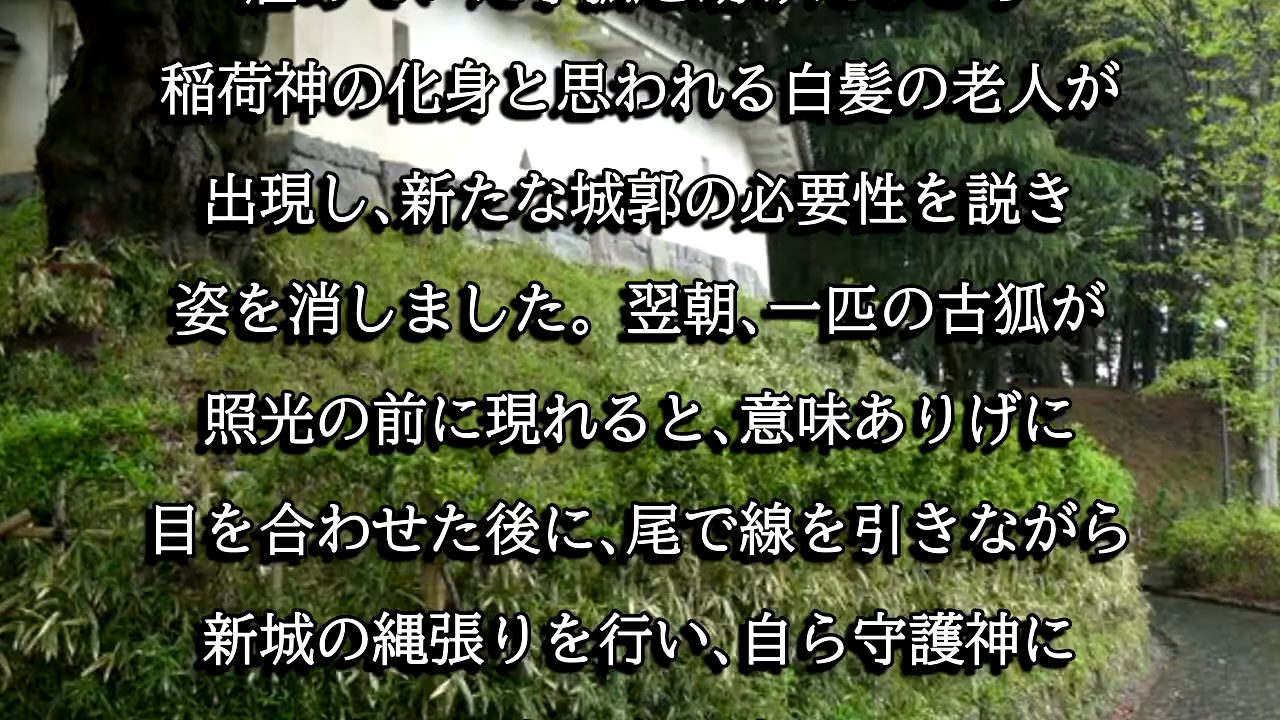 稲荷神の化身と思われる白髪の老人が
出現し、新たな城郭の必要性を説き
姿を消しました。翌朝、一匹の古狐が
照光の前に現れると、意味ありげに
目を合わせた後に、尾で線を引きながら
新城の縄張りを行い、自ら守護神に